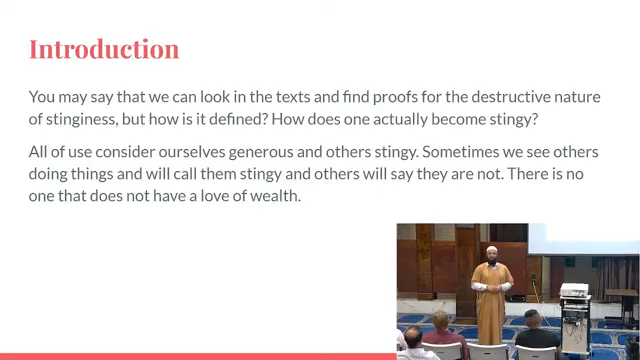 Introduction
You may say that we can look in the texts and find proofs for the destructive nature
of stinginess, but how is it defined? How does one actually become stingy?
All of use consider ourselves generous and others stingy. Sometimes we see others
doing things and will call them stingy and others will say they are not. There is no
one that does not have a love of wealth.